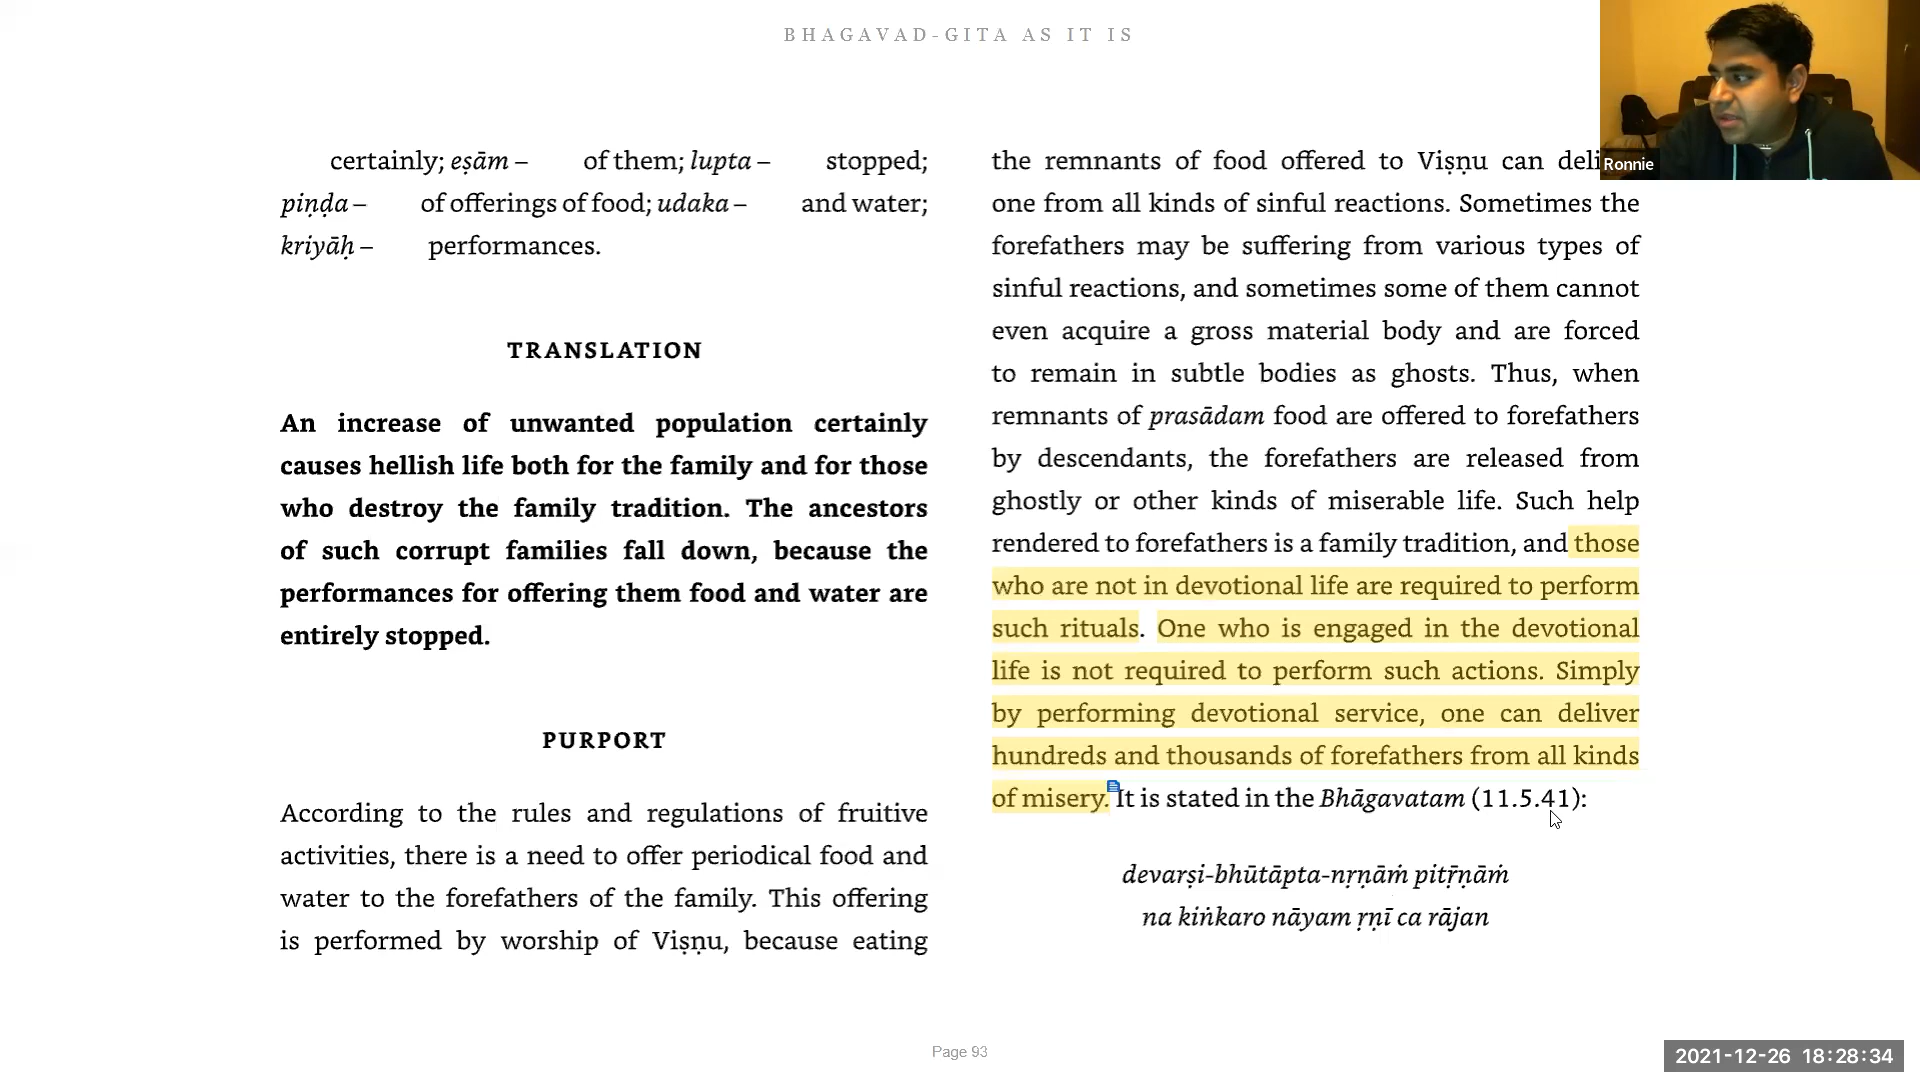 BHAGAVAD-GITA AS IT IS
certainly; eṣām – of them; lupta – stopped;
piṇḍa – of offerings of food; udaka – and water;
kriyāḥ – performances.
TRANSLATION
An increase of unwanted population certainly
causes hellish life both for the family and for those
who destroy the family tradition. The ancestors
of such corrupt families fall down, because the
performances for offering them food and water are
entirely stopped.
PURPORT
According to the rules and regulations of fruitive
activities, there is a need to offer periodical food and
water to the forefathers of the family. This offering
is performed by worship of Viṣṇu, because eating
the remnants of food offered to Viṣṇu can deli
one from all kinds of sinful reactions. Sometimes the
forefathers may be suffering from various types of
sinful reactions, and sometimes some of them cannot
even acquire a gross material body and are forced
to remain in subtle bodies as ghosts. Thus, when
remnants of prasādam food are offered to forefathers
by descendants, the forefathers are released from
ghostly or other kinds of miserable life. Such help
rendered to forefathers is a family tradition, and those
who are not in devotional life are required to perform
such rituals. One who is engaged in the devotional
life is not required to perform such actions. Simply
by performing devotional service, one can deliver
hundreds and thousands of forefathers from all kinds
of misery. It is stated in the Bhāgavatam (11.5.41):
devarṣi-bhūtāpta-nṛṇāṁ pitṝṇāṁ
na kiṅkaro nāyam ṛṇī ca rājan
Page 93
Ronnie
2021-12-26 18:28:34